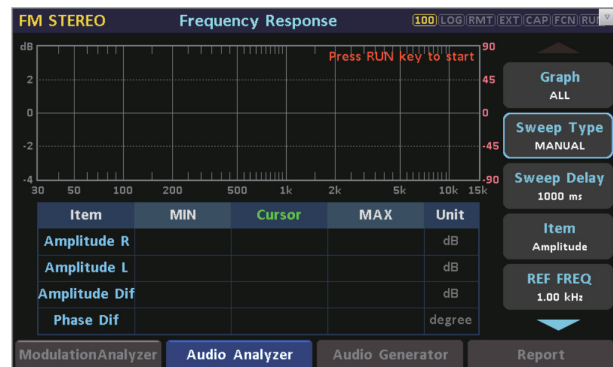 FM STEREO Frequency Response 100 LOG RMT EXT CAP FCN RUN
dB 90
Press RUN key to start
2 45
0 0
-2 -45
-4 -90
30 50 100 200 500 1k 2k 5k 10k 15k
Item MIN Cursor MAX Unit
Amplitude R dB
Amplitude L dB
Amplitude Dif dB
Phase Dif degree
Graph
ALL
Sweep Type
MANUAL
Sweep Delay
1000 ms
Item
Amplitude
REF FREQ
1.00 kHz
ModulationAnalyzer Audio Analyzer Audio Generator Report